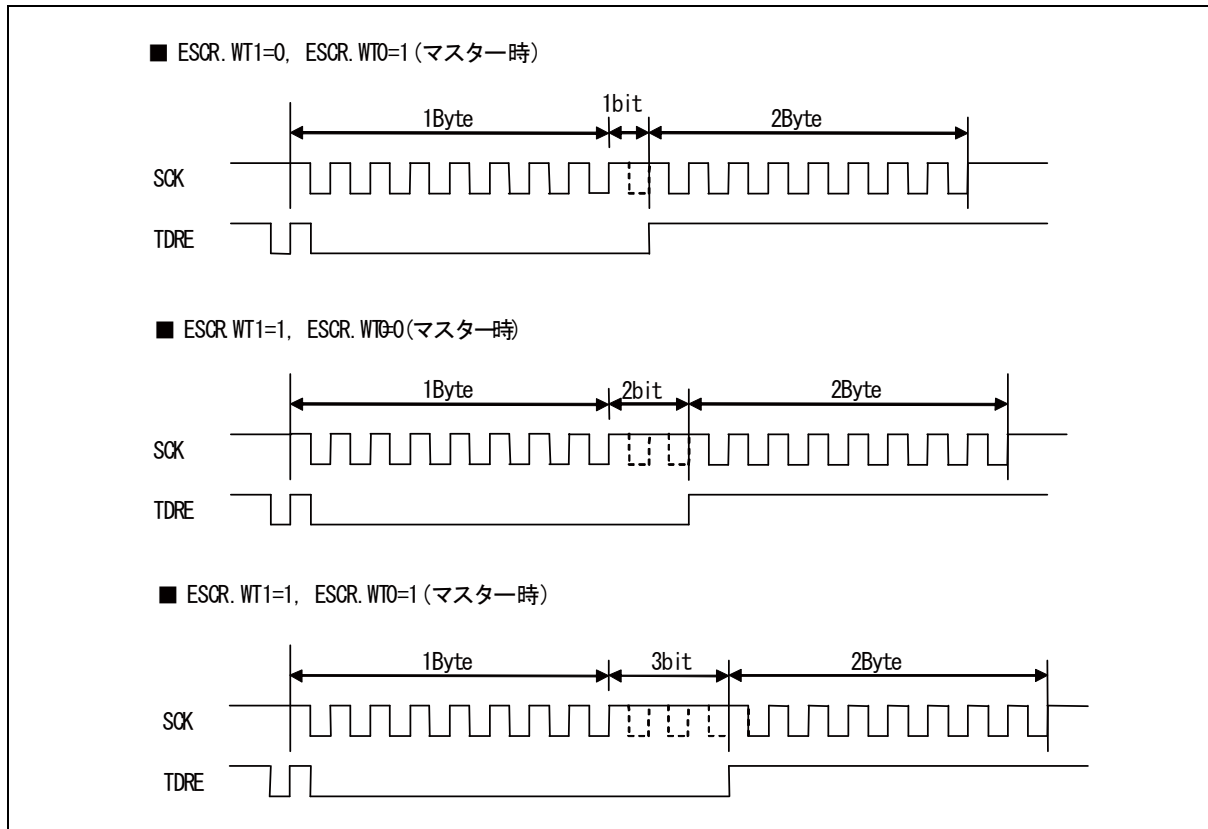 ■ ESCR.WT1=0, ESCR.WT0=1(マスター時)
1Byte 1bit 2Byte
SCK
TDRE
■ ESCR.WT1=1, ESCR.WT0=0(マスター時)
1Byte 2bit 2Byte
SCK
TDRE
■ ESCR.WT1=1, ESCR.WT0=1(マスター時)
1Byte 3bit 2Byte
SCK
TDRE